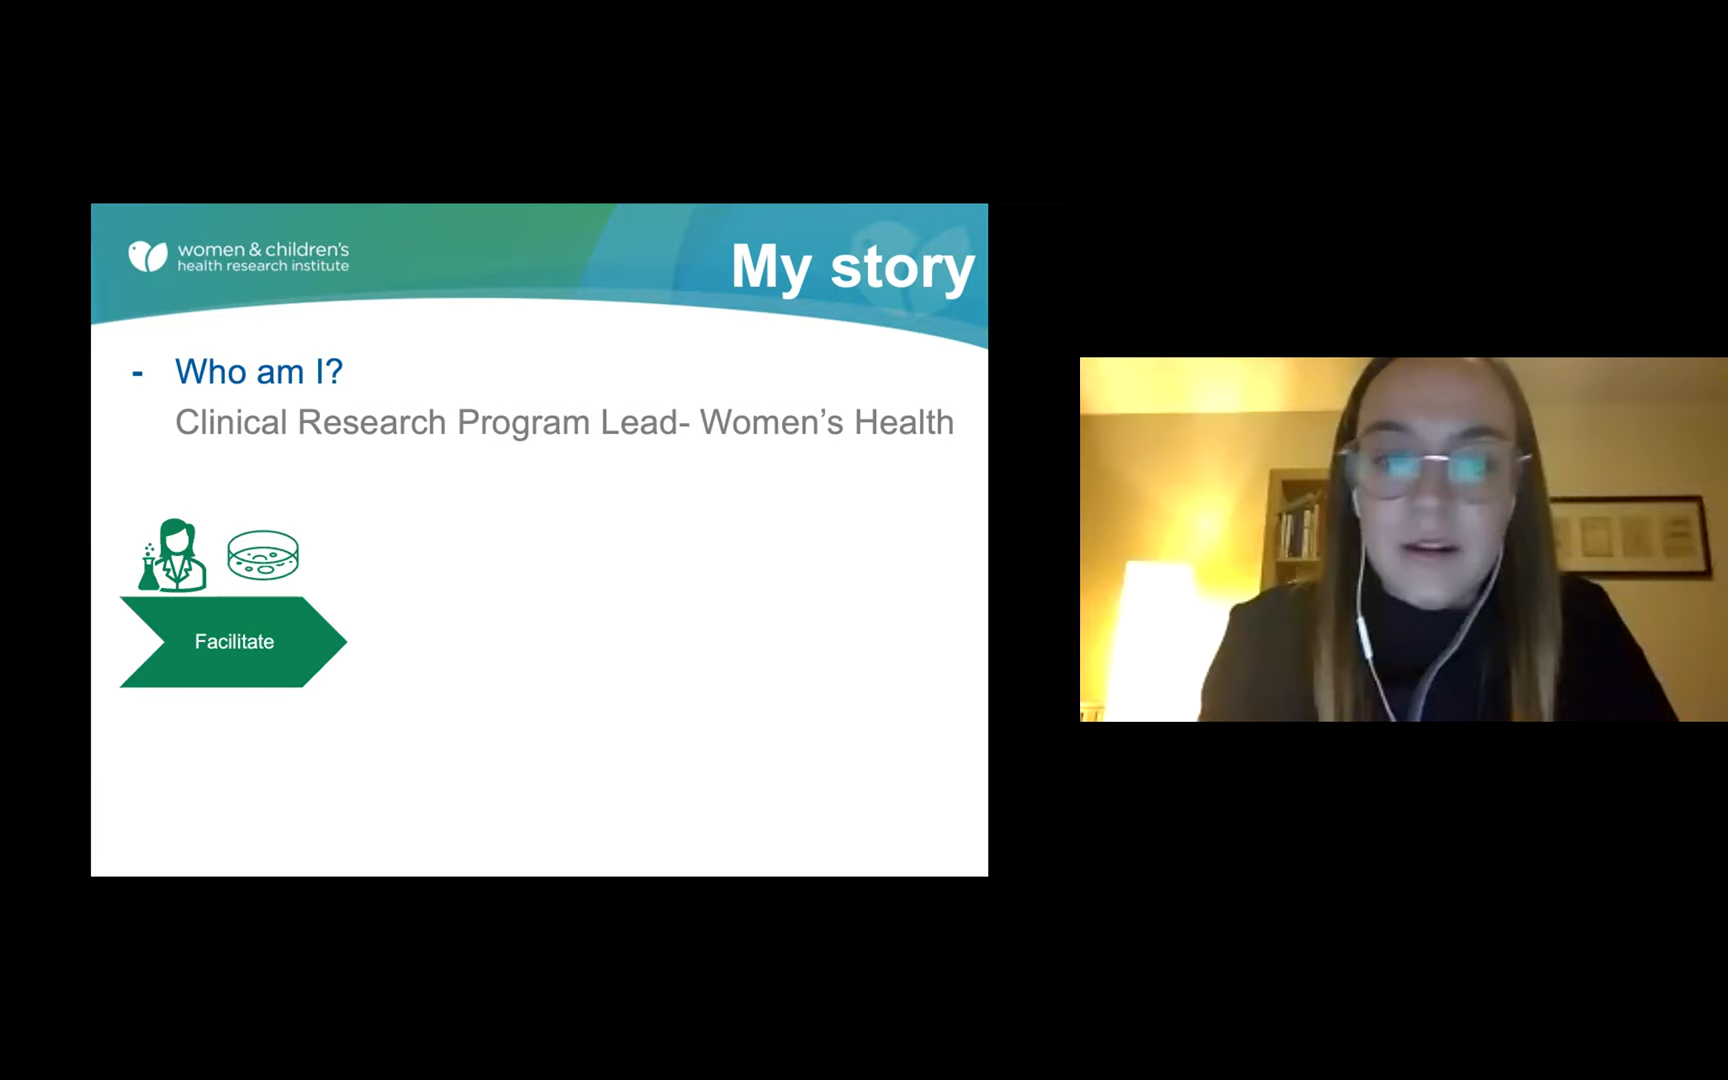 women & children's
health research institute
My story
- Who am I?
Clinical Research Program Lead- Women’s Health
Facilitate